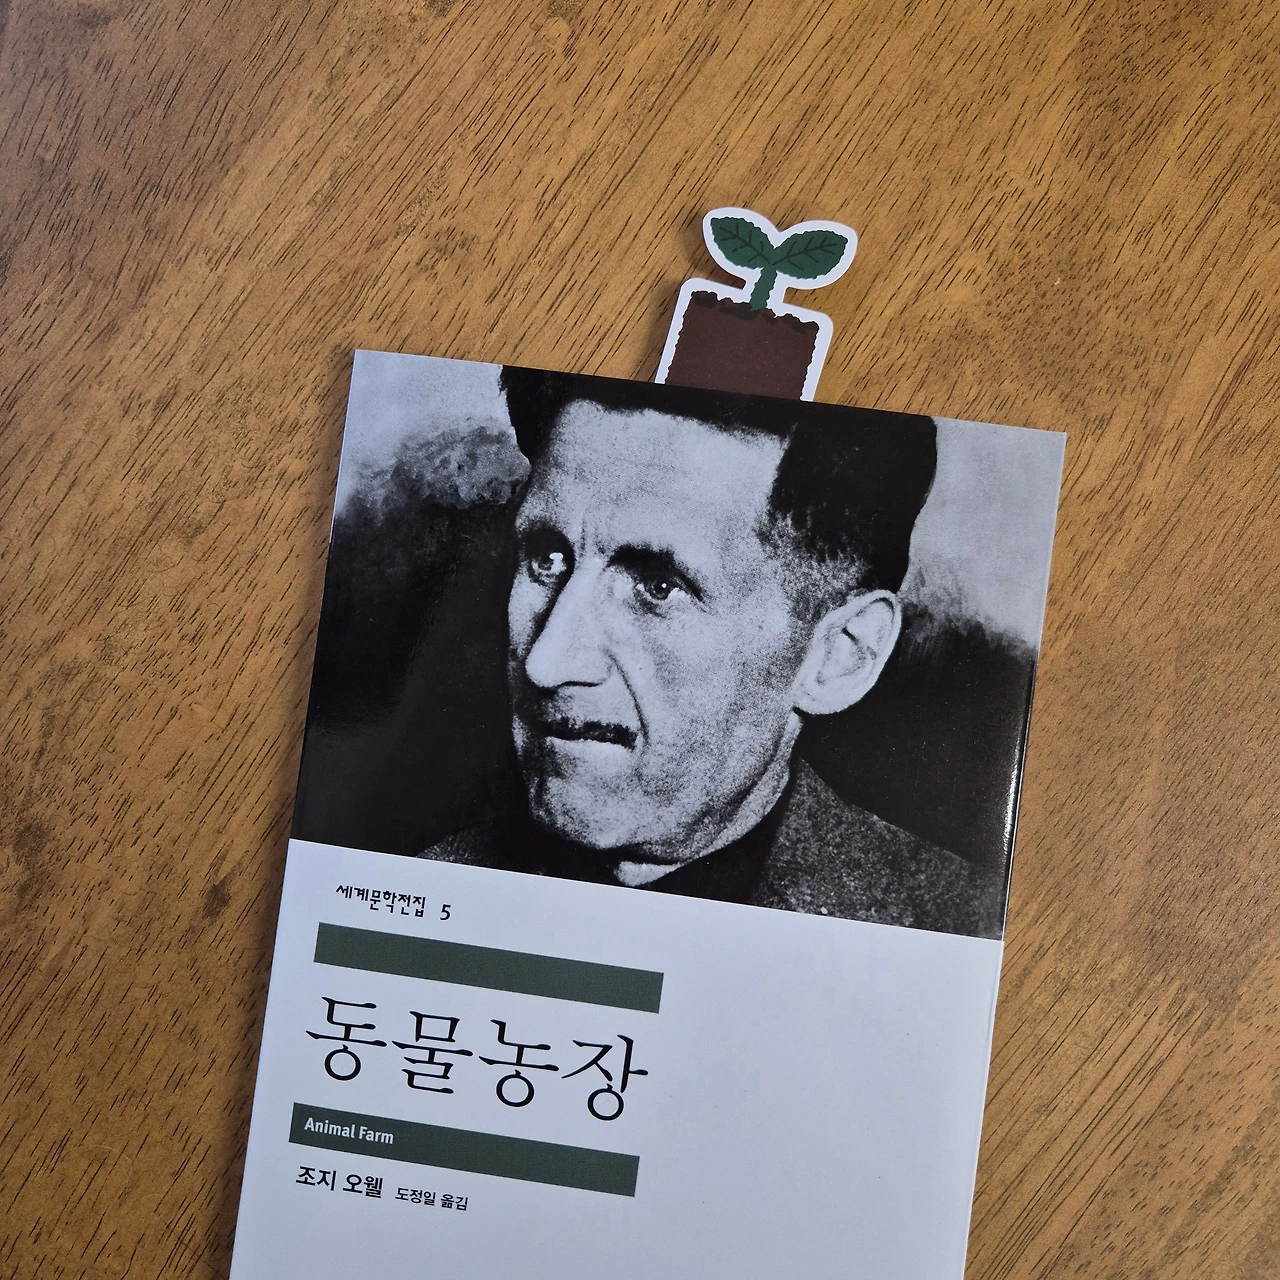 세계문학전집 5
동물농장
Animal Farm
조지 오웰 도정일 옮김